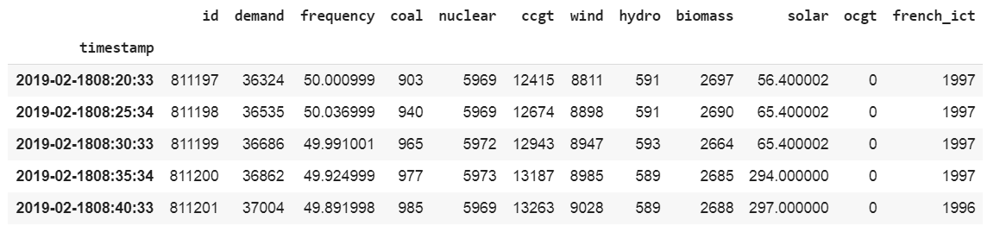 id demand frequency coal nuclear ccgt wind hydro biomass solar ocgt french_ict
timestamp
2019-02-1808:20:33 811197 36324 50.000999 903 5969 12415 8811 591 2697 56.400002 0 1997
2019-02-1808:25:34 811198 36535 50.036999 940 5969 12674 8898 591 2690 65.400002 0 1997
2019-02-1808:30:33 811199 36686 49.991001 965 5972 12943 8947 593 2664 65.400002 0 1997
2019-02-1808:35:34 811200 36862 49.924999 977 5973 13187 8985 589 2685 294.000000 0 1997
2019-02-1808:40:33 811201 37004 49.891998 985 5969 13263 9028 589 2688 297.000000 0 1996